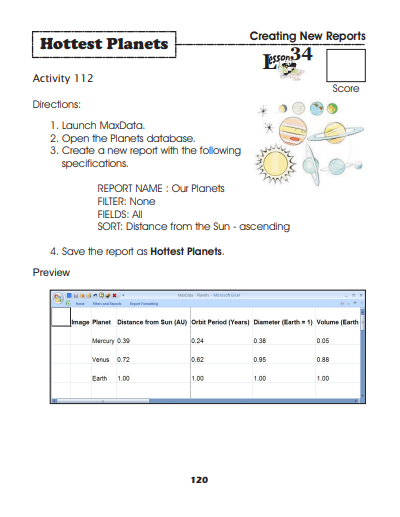 Hottest Planets
Creating New Reports
Lesson 34
Activity 112
Score
Directions:
1. Launch MaxData.
2. Open the Planets database.
3. Create a new report with the following
specifications.
REPORT NAME : Our Planets
FILTER: None
FIELDS: All
SORT: Distance from the Sun - ascending
4. Save the report as Hottest Planets.
Preview
MaxData - Planets - Microsoft Excel
Home Filters and Reports Report Formatting
Image Planet Distance from Sun (AU) Orbit Period (Years) Diameter (Earth = 1) Volume (Earth
Mercury 0.39 0.24 0.38 0.05
Venus 0.72 0.62 0.95 0.88
Earth 1.00 1.00 1.00 1.00
120